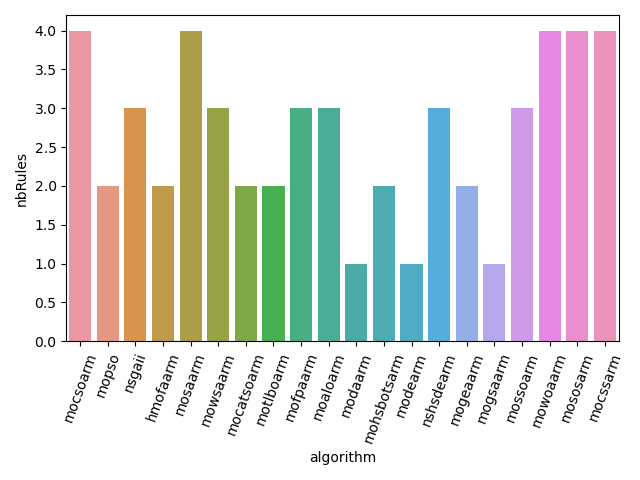 4.0
3.5
3.0
2.5
2.0
1.5
1.0
0.5
0.0
nbRules
mocsoarm
mopso
nsgaii
hmofaarm
mosaarm
mowsaarm
mocatsoarm
motlboarm
mofpaarm
moaloarm
modaarm
mohsbotsarm
modearm
nshsdearm
mogeaarm
mogsaarm
mossoarm
mowoaarm
mososarm
mocssarm
algorithm